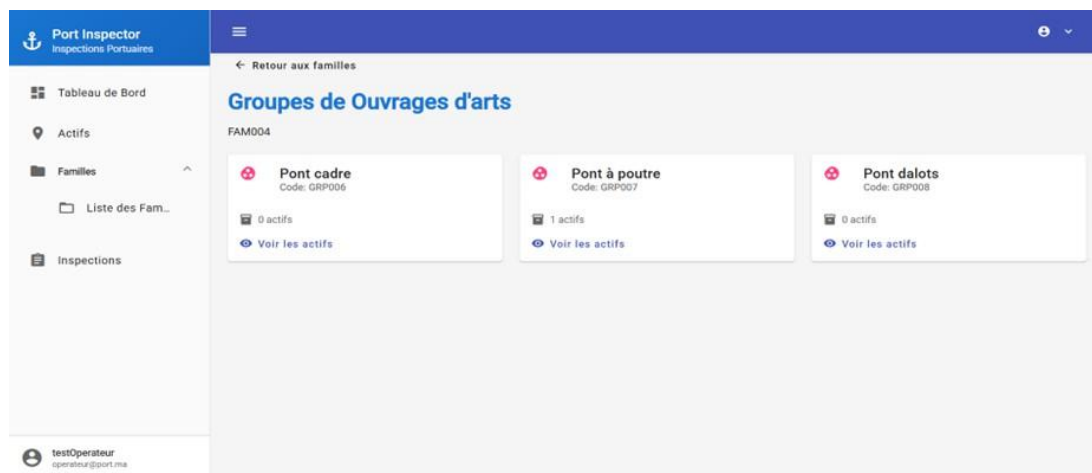 Port Inspector
Inspections Portuaires
Tableau de Bord
Actifs
Familles
Liste des Fam...
Inspections
testOperateur
operateur@port.ma
← Retour aux familles
Groupes de Ouvrages d'arts
FAM004
Pont cadre
Code: GRP006
0 actifs
Voir les actifs
Pont à poutre
Code: GRP007
1 actifs
Voir les actifs
Pont dalots
Code: GRP008
0 actifs
Voir les actifs